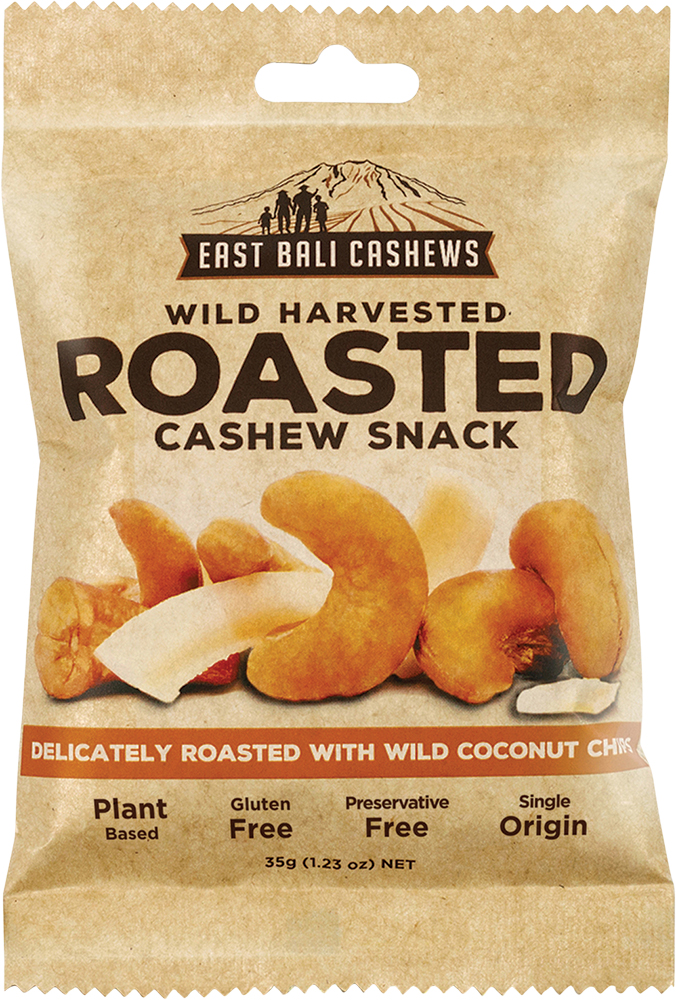 EAST BALI CASHEWS
WILD HARVESTED
ROASTED
CASHEW SNACK
DELICATELY ROASTED WITH WILD COCONUT CHIPS
Plant
Based
Gluten
Free
Preservative
Free
Single
Origin
35g (1.23 oz) NET